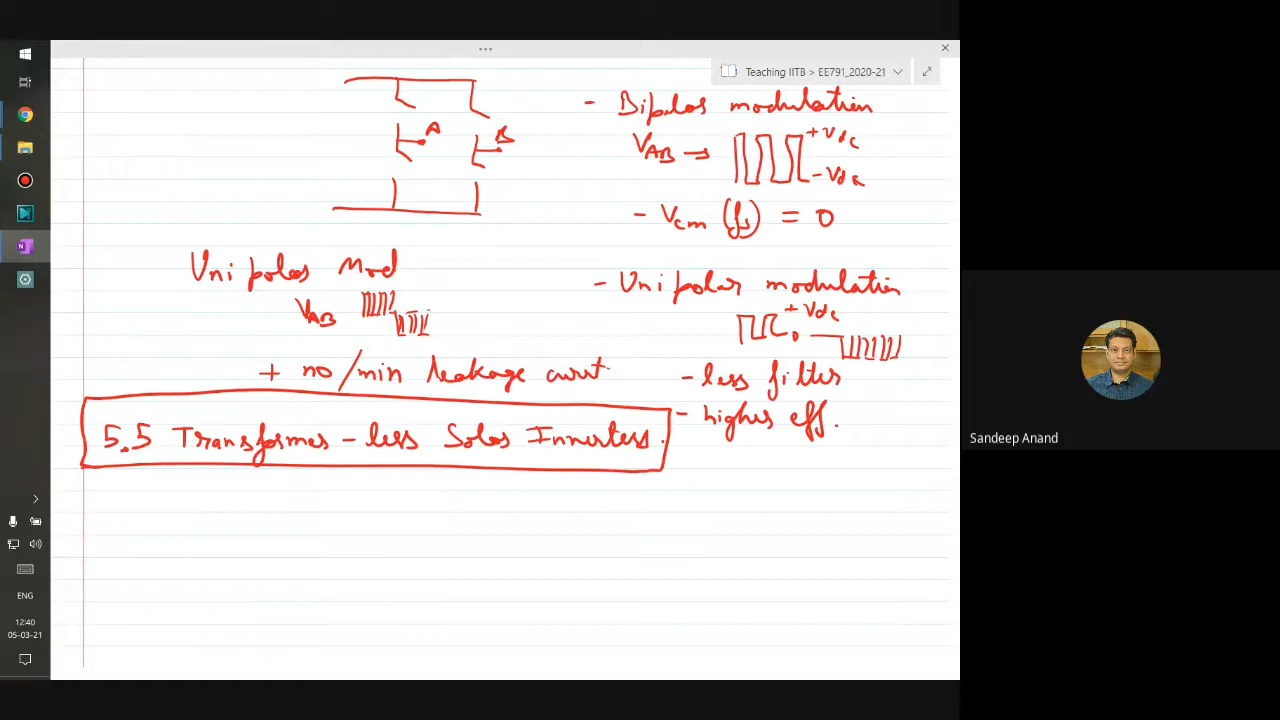 Teaching IITB > EE791_2020-21
A
B
- Bipolar modulation
VAB → +Vdc
-Vdc
- Vcm (fs) = 0
Unipolar Mod
VAB
+ no/min leakage curnt.
- Unipolar modulation
+Vdc
0
- less filter
- higher eff.
5.5 Transformer-less Solar Inverters.
Sandeep Anand
ENG
12:40
05-03-21